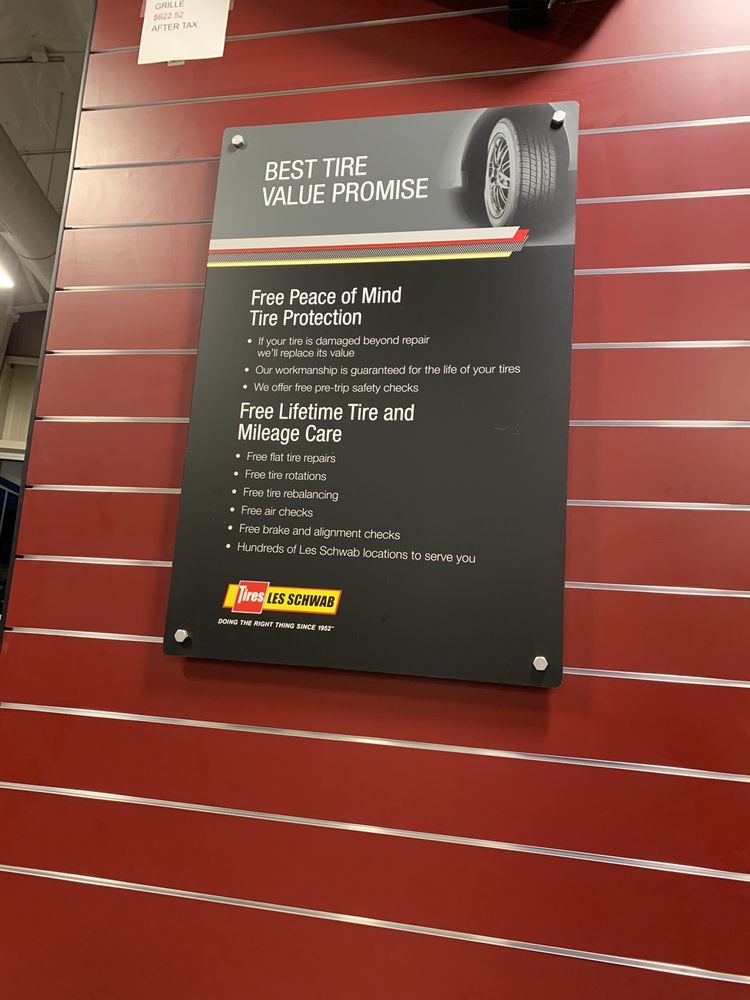 GRILLE
$622.52
AFTER TAX
BEST TIRE
VALUE PROMISE
Free Peace of Mind
Tire Protection
• If your tire is damaged beyond repair
we'll replace its value
• Our workmanship is guaranteed for the life of your tires
• We offer free pre-trip safety checks
Free Lifetime Tire and
Mileage Care
• Free flat tire repairs
• Free tire rotations
• Free tire rebalancing
• Free air checks
• Free brake and alignment checks
• Hundreds of Les Schwab locations to serve you
Tires LES SCHWAB
DOING THE RIGHT THING SINCE 1952™